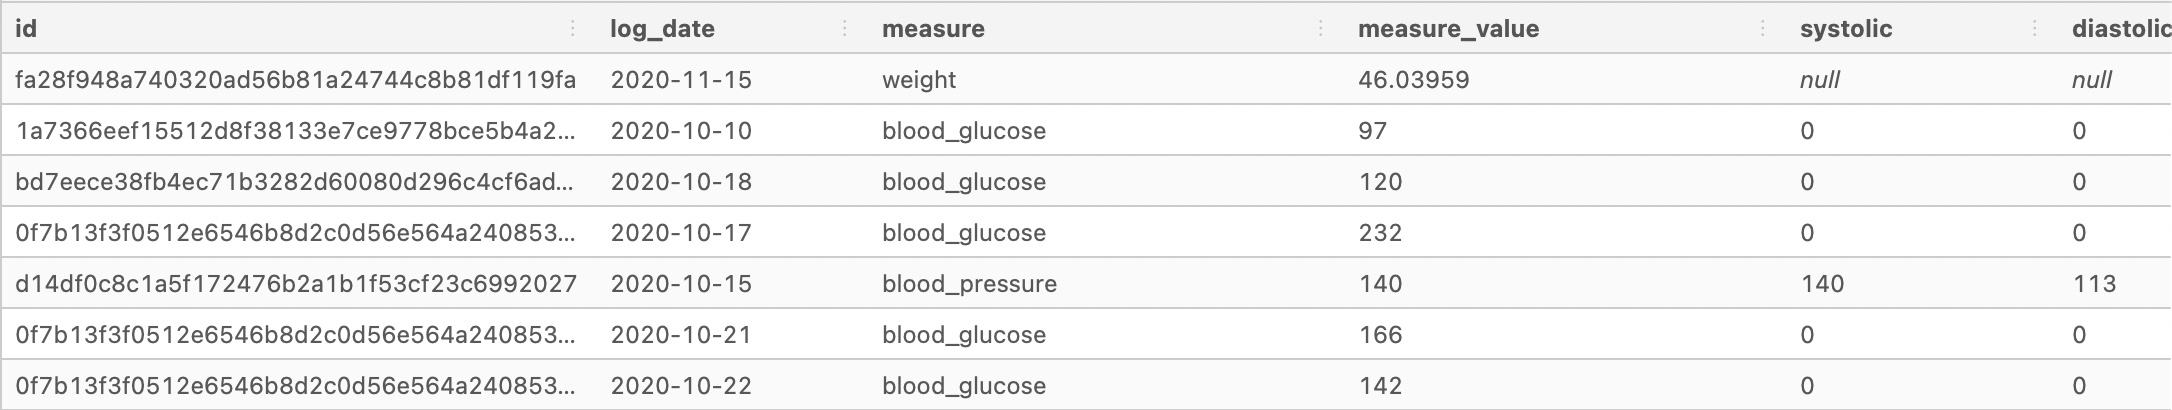 id log_date measure measure_value systolic diastolic
fa28f948a740320ad56b81a24744c8b81df119fa 2020-11-15 weight 46.03959 null null
1a7366eef15512d8f38133e7ce9778bce5b4a2... 2020-10-10 blood_glucose 97 0 0
bd7eece38fb4ec71b3282d60080d296c4cf6ad... 2020-10-18 blood_glucose 120 0 0
0f7b13f3f0512e6546b8d2c0d56e564a240853... 2020-10-17 blood_glucose 232 0 0
d14df0c8c1a5f172476b2a1b1f53cf23c6992027 2020-10-15 blood_pressure 140 140 113
0f7b13f3f0512e6546b8d2c0d56e564a240853... 2020-10-21 blood_glucose 166 0 0
0f7b13f3f0512e6546b8d2c0d56e564a240853... 2020-10-22 blood_glucose 142 0 0